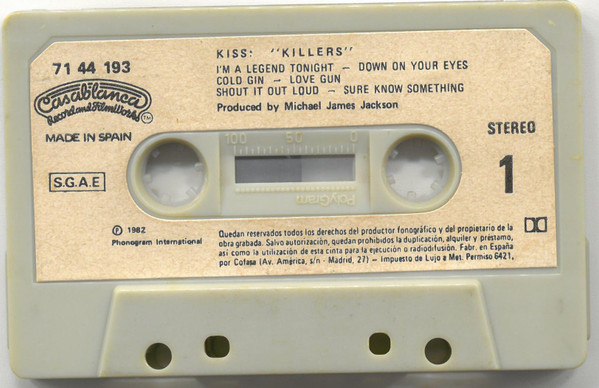 KISS: "KILLERS"
71 44 193
I'M A LEGEND TONIGHT – DOWN ON YOUR EYES
COLD GIN – LOVE GUN
SHOUT IT OUT LOUD – SURE KNOW SOMETHING
Produced by Michael James Jackson
Casablanca
Record and FilmWorks TM
MADE IN SPAIN
STEREO
1
S.G.A.E
100 50 0
PolyGram
℗ 1982
Phonogram International
Quedan reservados todos los derechos del productor fonográfico y del propietario de la
obra grabada. Salvo autorización, quedan prohibidos la duplicación, alquiler y préstamo,
así como la utilización de esta cinta para la ejecución o radiodifusión. Fabr. en España
por Cofasa (Av. América, s/n - Madrid, 27) – Impuesto de Lujo a Met. Permiso 6421,